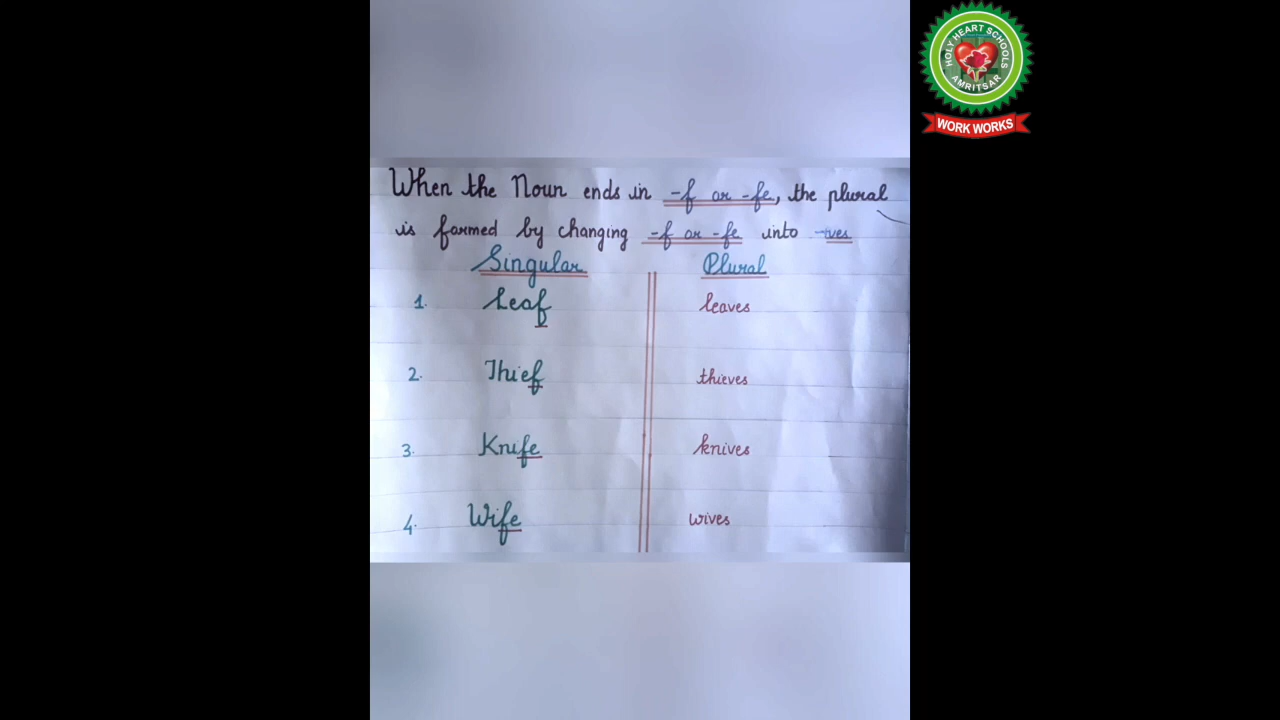 HOLY HEART SCHOOLS
AMRITSAR
WORK WORKS
When the Noun ends in -f or -fe, the plural
is formed by changing -f or -fe into -ves
Singular Plural
1. Leaf leaves
2. Thief thieves
3. Knife knives
4. Wife wives